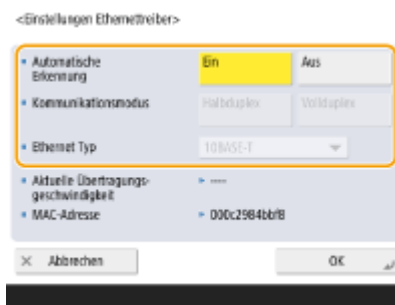 <Einstellungen Ethernettreiber>
Automatische
Erkennung
Ein
Aus
Kommunikationsmodus
Halbduplex
Vollduplex
Ethernet Typ
10BASE-T
Aktuelle Übertragungs-
geschwindigkeit
----
MAC-Adresse
000c2984bbf8
Abbrechen
OK